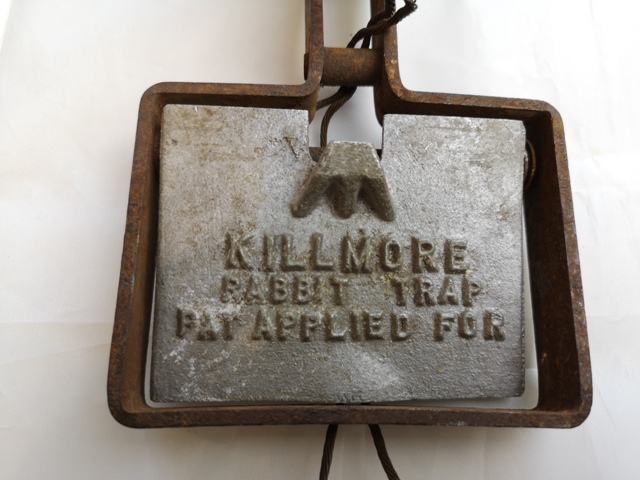 KILLMORE
RABBIT TRAP
PAT APPLIED FOR